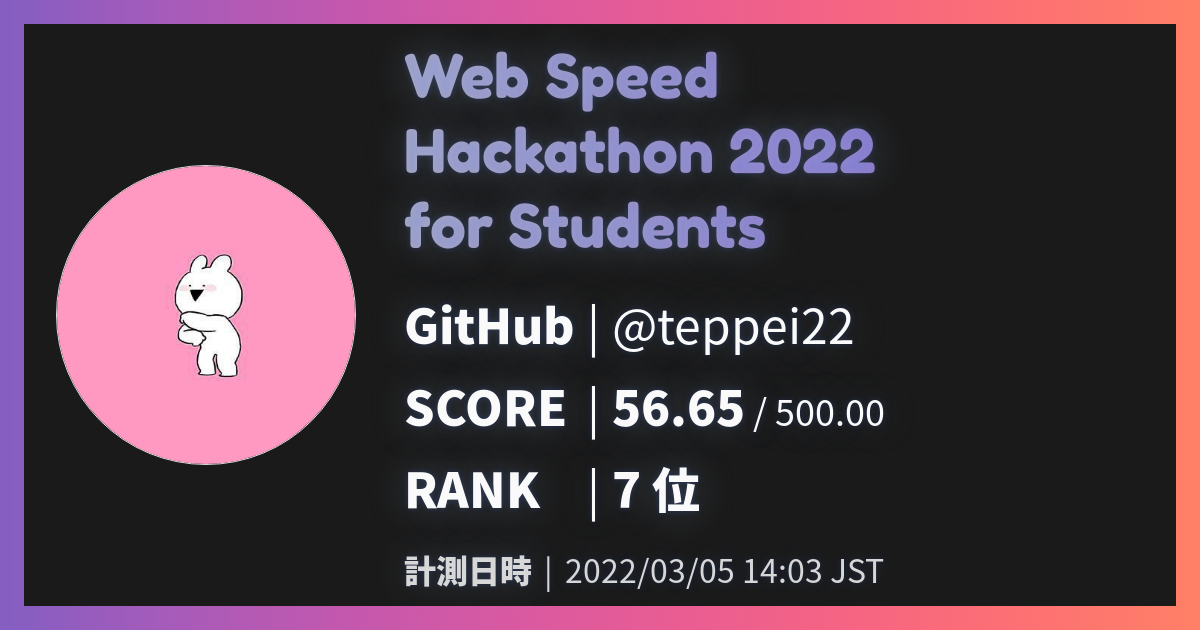 Web Speed
Hackathon 2022
for Students
GitHub | @teppei22
SCORE | 56.65 / 500.00
RANK | 7 位
計測日時 | 2022/03/05 14:03 JST